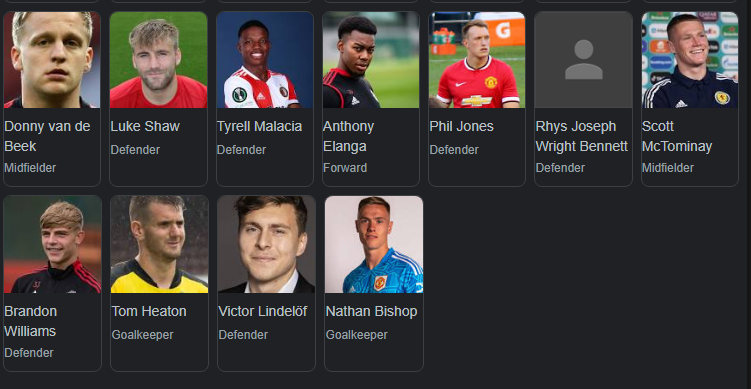 Donny van de
Beek
Midfielder
Luke Shaw
Defender
Tyrell Malacia
Defender
Anthony
Elanga
Forward
Phil Jones
Defender
Rhys Joseph
Wright Bennett
Defender
Scott
McTominay
Midfielder
Brandon
Williams
Defender
Tom Heaton
Goalkeeper
Victor Lindelöf
Defender
Nathan Bishop
Goalkeeper